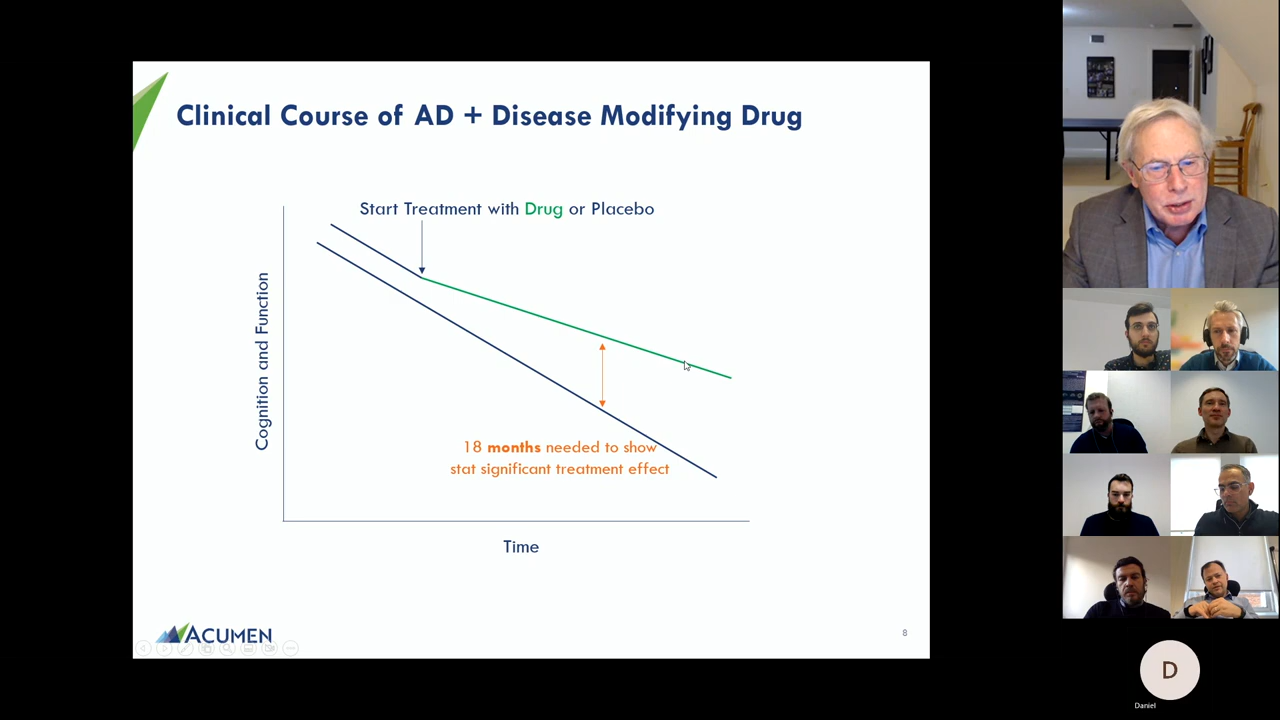 Clinical Course of AD + Disease Modifying Drug
Start Treatment with Drug or Placebo
Cognition and Function
18 months needed to show
stat significant treatment effect
Time
ACUMEN
8
D
Daniel